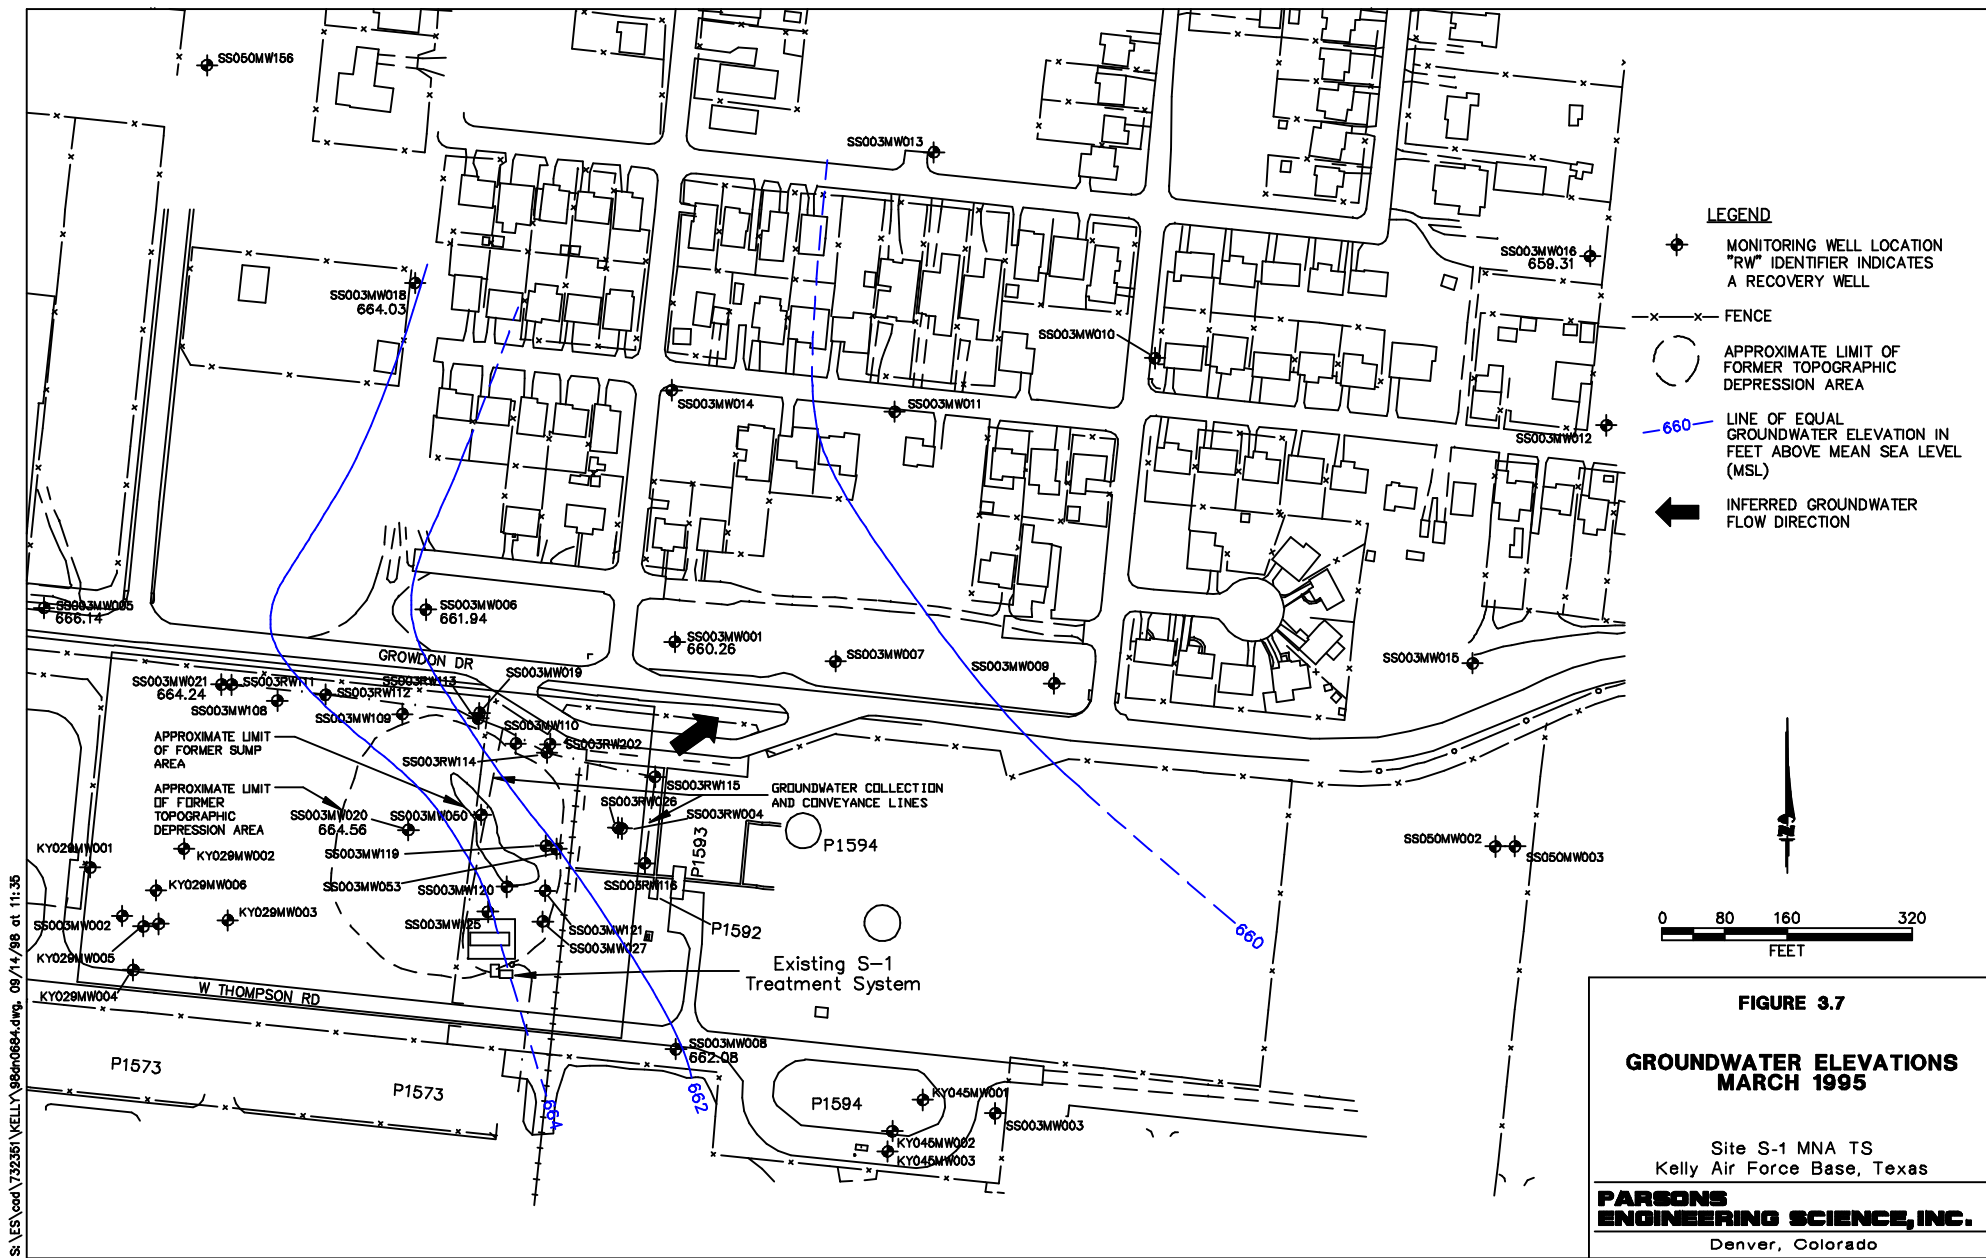 SS050MW156
SS003MW013
SS003MW018
664.03
SS003MW010
SS003MW016
659.31
SS003MW014
SS003MW011
SS003MW012
LEGEND
MONITORING WELL LOCATION
"RW" IDENTIFIER INDICATES
A RECOVERY WELL
FENCE
APPROXIMATE LIMIT OF
FORMER TOPOGRAPHIC
DEPRESSION AREA
660
LINE OF EQUAL
GROUNDWATER ELEVATION IN
FEET ABOVE MEAN SEA LEVEL
(MSL)
INFERRED GROUNDWATER
FLOW DIRECTION
SS003MW005
666.14
SS003MW006
661.94
SS003MW001
660.26
SS003MW007
SS003MW009
SS003MW015
GROWDON DR
SS003MW021
664.24
SS003RW111
SS003RW112
SS003RW113
SS003MW019
SS003MW108
SS003MW109
SS003MW110
SS003RW202
SS003RW114
SS003RW115
APPROXIMATE LIMIT
OF FORMER SUMP
AREA
APPROXIMATE LIMIT
OF FORMER
TOPOGRAPHIC
DEPRESSION AREA
SS003MW020
664.56
SS003MW050
SS003RW026
SS003RW004
GROUNDWATER COLLECTION
AND CONVEYANCE LINES
P1594
P1593
KY029MW001
KY029MW002
SS003MW119
SS003MW053
SS003MW120
SS003RW116
KY029MW006
KY029MW003
SS003MW002
SS003MW125
SS003MW121
SS003MW027
P1592
KY029MW005
KY029MW004
Existing S-1
Treatment System
W THOMPSON RD
SS050MW002
SS050MW003
660
N
0 80 160 320
FEET
SS003MW008
662.08
P1573
P1573
664
662
P1594
KY045MW001
SS003MW003
KY045MW002
KY045MW003
FIGURE 3.7
GROUNDWATER ELEVATIONS
MARCH 1995
Site S-1 MNA TS
Kelly Air Force Base, Texas
PARSONS
ENGINEERING SCIENCE, INC.
Denver, Colorado
S:\ES\cad\732351\KELLY\98dn0684.dwg, 09/14/98 at 11:35